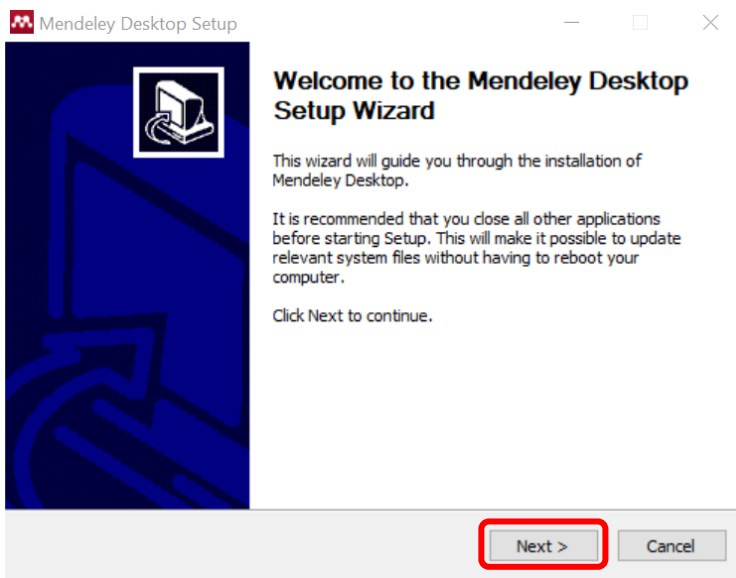 Mendeley Desktop Setup
Welcome to the Mendeley Desktop
Setup Wizard
This wizard will guide you through the installation of
Mendeley Desktop.
It is recommended that you close all other applications
before starting Setup. This will make it possible to update
relevant system files without having to reboot your
computer.
Click Next to continue.
Next >
Cancel